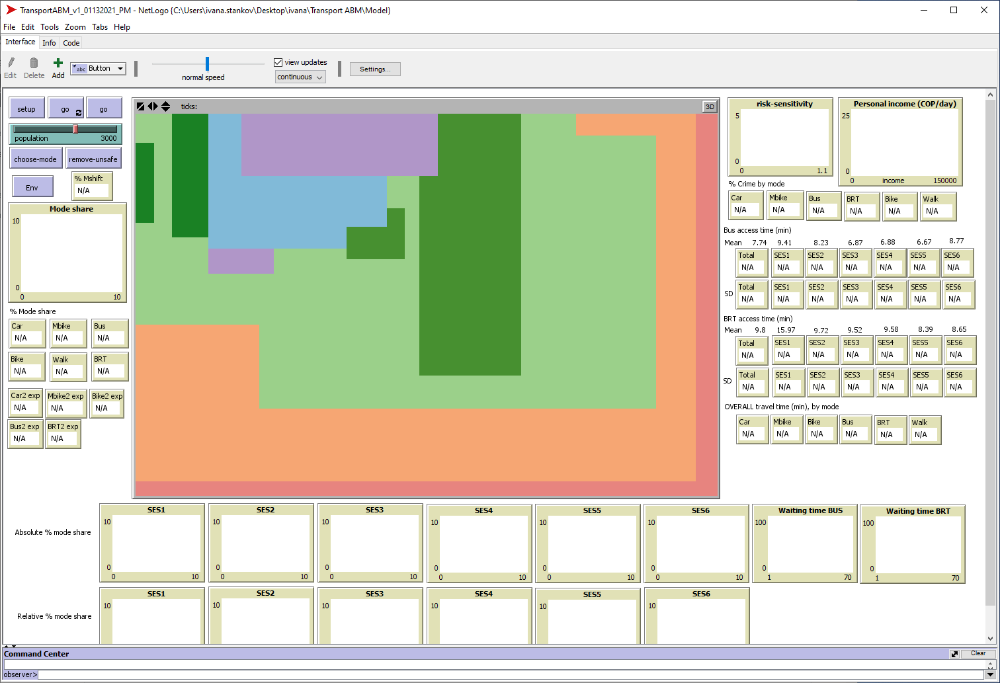 TransportABM_v1_01132021_PM - NetLogo {C:\Users\ivana.stankov\Desktop\ivana\Transport ABM\Model}
File Edit Tools Zoom Tabs Help
Interface Info Code
Edit Delete Add abc Button normal speed view updates continuous Settings...
setup go go
population 3000
choose-mode remove-unsafe
Env
% Mshift
N/A
Mode share
10
0
0 10
% Mode share
Car Mbike Bus
N/A N/A N/A
Bike Walk BRT
N/A N/A N/A
Car2 exp Mbike2 exp Bike2 exp
N/A N/A N/A
Bus2 exp BRT2 exp
N/A N/A
ticks: 3D
risk-sensitivity
5
0
0 1.1
Personal income (COP/day)
25
0
0 income 150000
% Crime by mode
Car Mbike Bus BRT Bike Walk
N/A N/A N/A N/A N/A N/A
Bus access time (min)
Mean 7.74 9.41 8.23 6.87 6.88 6.67 8.77
Total SES1 SES2 SES3 SES4 SES5 SES6
N/A N/A N/A N/A N/A N/A N/A
SD Total SES1 SES2 SES3 SES4 SES5 SES6
N/A N/A N/A N/A N/A N/A N/A
BRT access time (min)
Mean 9.8 15.97 9.72 9.52 9.58 8.39 8.65
Total SES1 SES2 SES3 SES4 SES5 SES6
N/A N/A N/A N/A N/A N/A N/A
SD Total SES1 SES2 SES3 SES4 SES5 SES6
N/A N/A N/A N/A N/A N/A N/A
OVERALL travel time (min), by mode
Car Mbike Bike Bus BRT Walk
N/A N/A N/A N/A N/A N/A
Absolute % mode share
SES1 SES2 SES3 SES4 SES5 SES6 Waiting time BUS Waiting time BRT
10 10 10 10 10 10 100 100
0 0 0 0 0 0 0 0
0 10 0 10 0 10 0 10 0 10 0 10 1 70 1 70
Relative % mode share
SES1 SES2 SES3 SES4 SES5 SES6
10 10 10 10 10 10
Command Center Clear
observer>